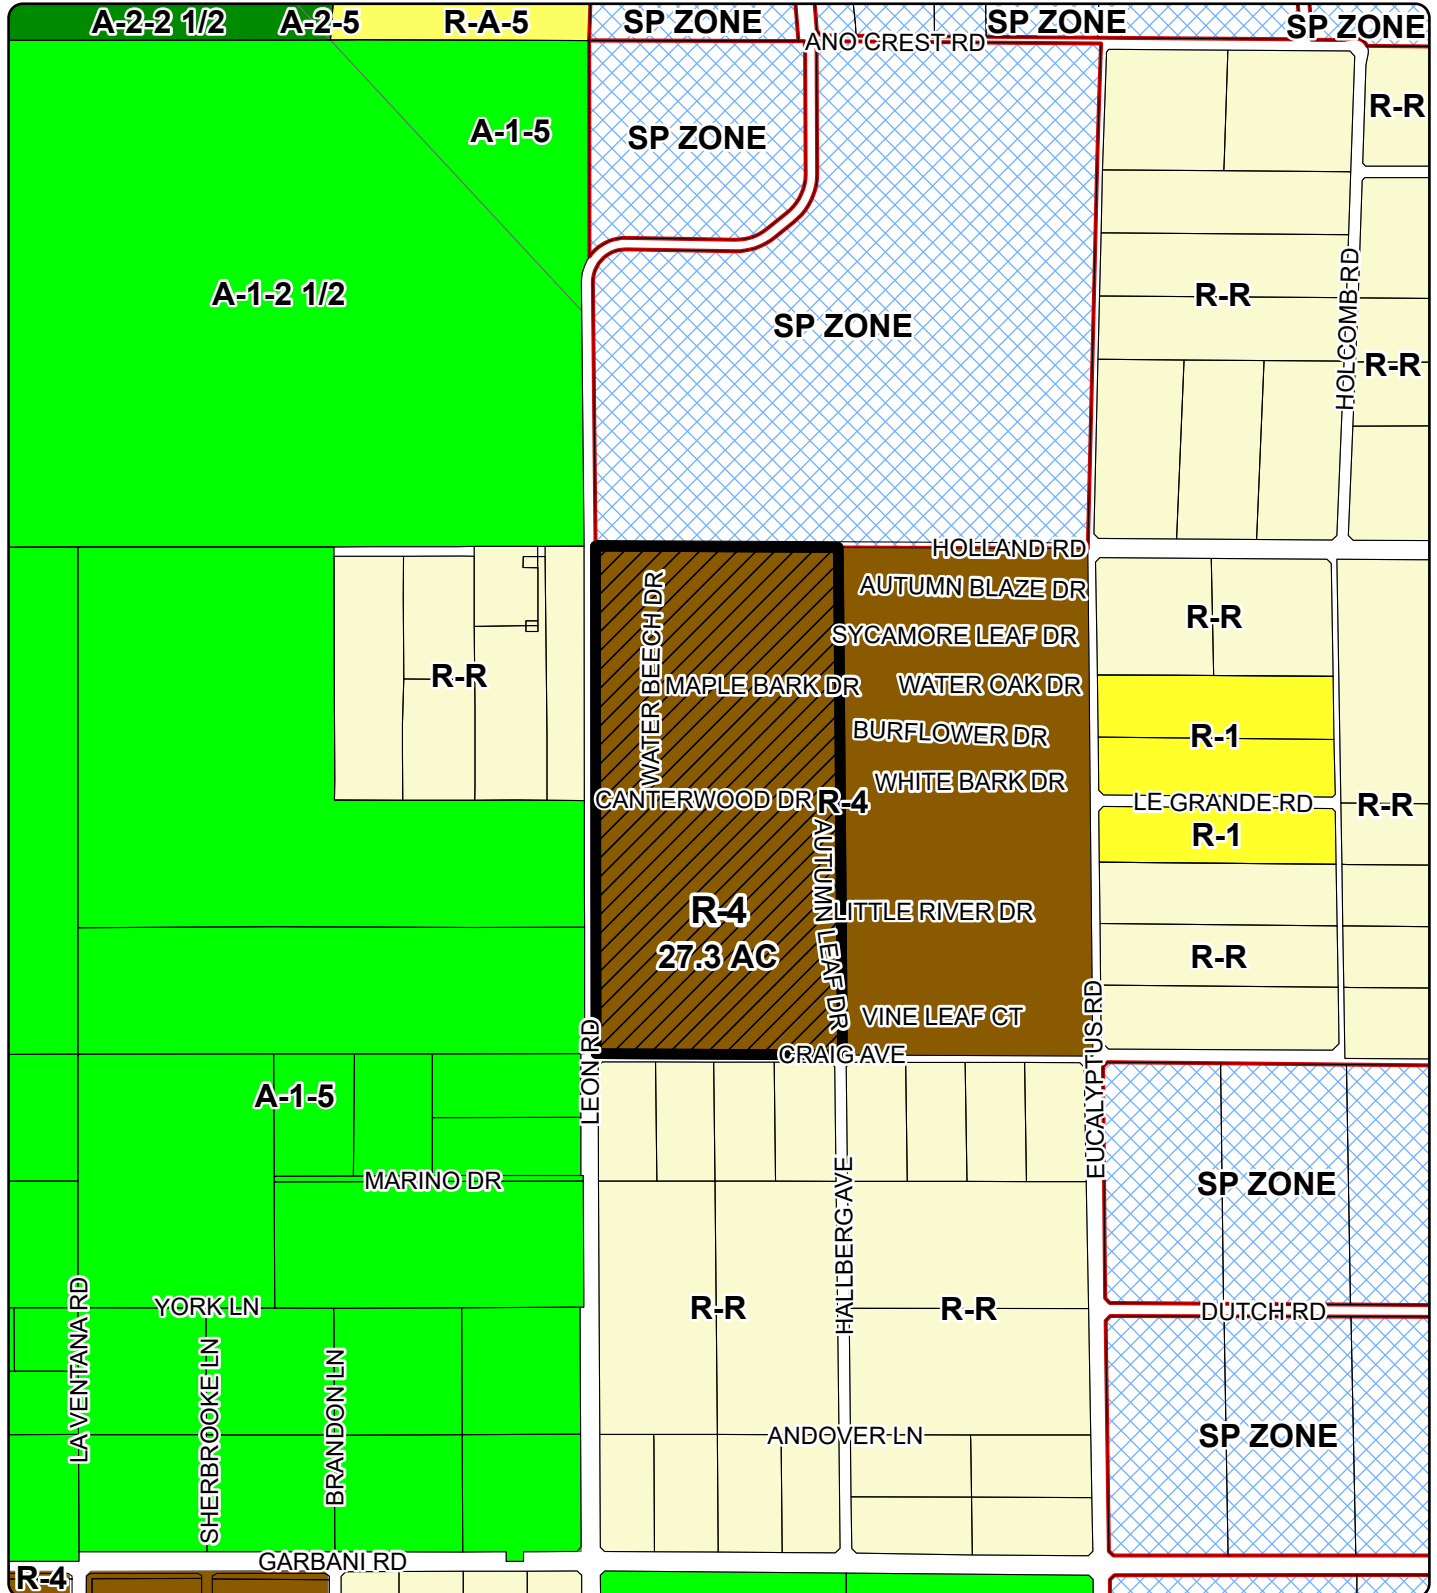 A-2-2 1/2
A-2-5
R-A-5
SP ZONE
SP ZONE
SP ZONE
ANO CREST RD
R-R
A-1-5
SP ZONE
A-1-2 1/2
R-R
HOLCOMB RD
SP ZONE
R-R
HOLLAND RD
AUTUMN BLAZE DR
R-R
SYCAMORE LEAF DR
WATER BEECH DR
R-R
MAPLE BARK DR
WATER OAK DR
BURFLOWER DR
R-1
WHITE BARK DR
CANTERWOOD DR
R-4
LE GRANDE RD
R-R
R-1
AUTUMN LEAF DR
R-4
27.3 AC
LITTLE RIVER DR
R-R
VINE LEAF CT
CRAIG AVE
LEON RD
EUCALYPTUS RD
A-1-5
MARINO DR
SP ZONE
HALLBERG AVE
YORK LN
R-R
R-R
DUTCH RD
LA VENTANA RD
SHERBROOKE LN
BRANDON LN
ANDOVER LN
SP ZONE
GARBANI RD
R-4